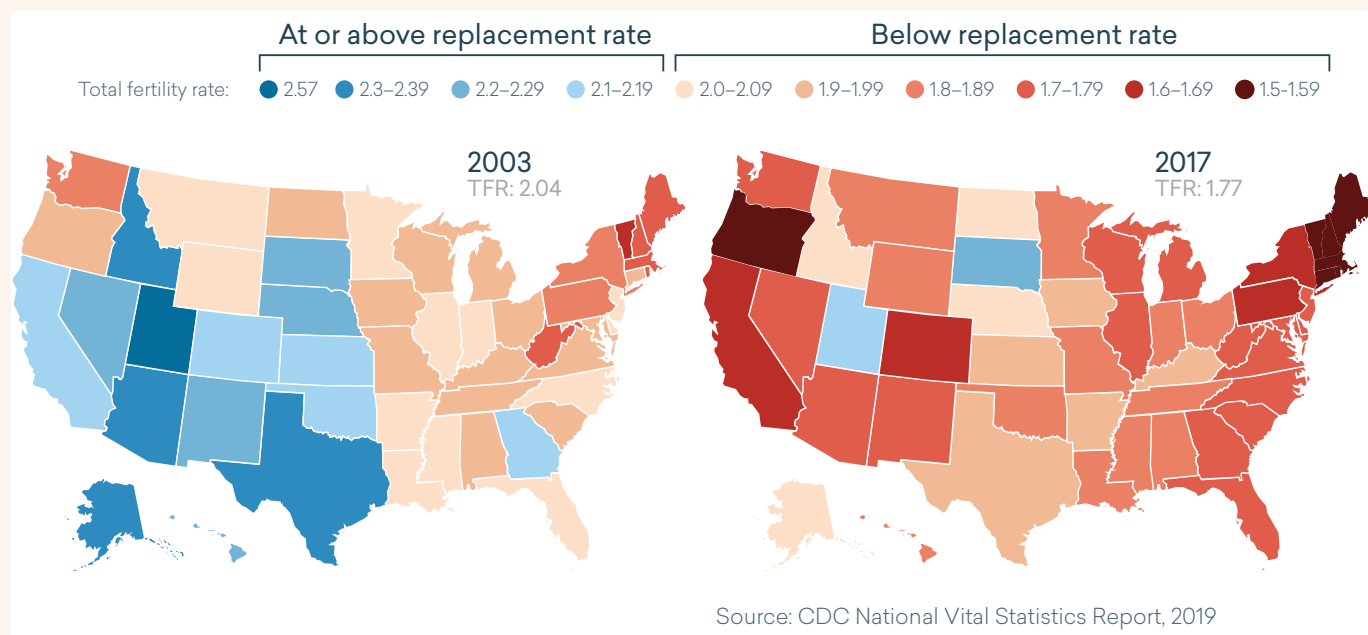 At or above replacement rate
Below replacement rate
Total fertility rate:
2.57
2.3–2.39
2.2–2.29
2.1–2.19
2.0–2.09
1.9–1.99
1.8–1.89
1.7–1.79
1.6–1.69
1.5-1.59
2003
TFR: 2.04
2017
TFR: 1.77
Source: CDC National Vital Statistics Report, 2019